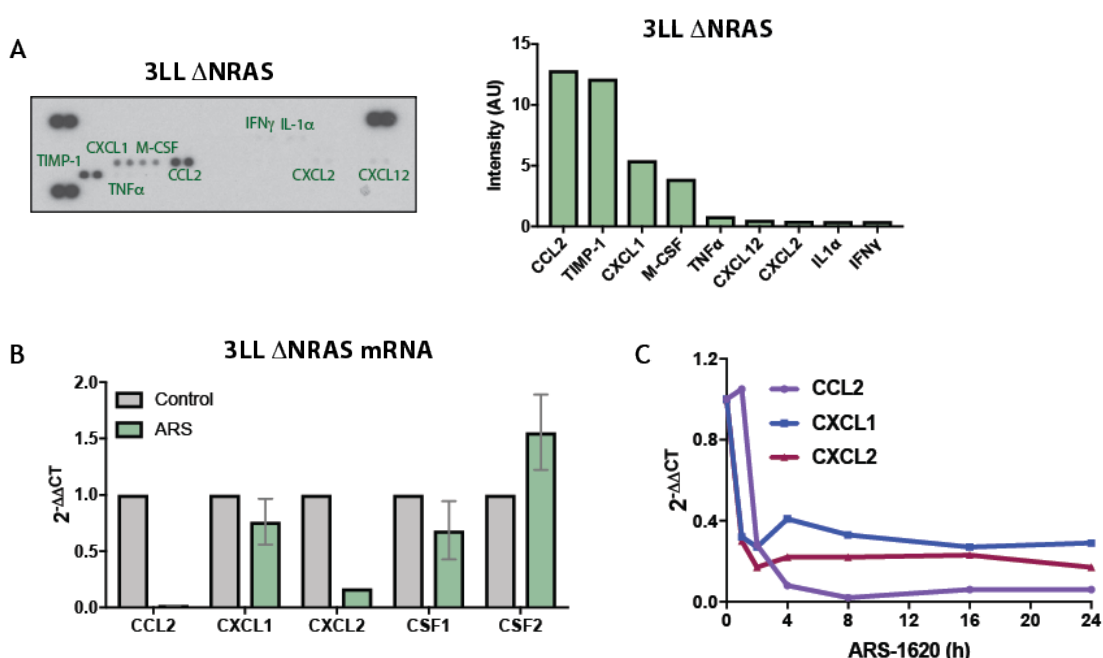 A
3LL ΔNRAS
IFNγ IL-1α
CXCL1 M-CSF
TIMP-1
CCL2
CXCL2
CXCL12
TNFα
3LL ΔNRAS
Intensity (AU)
15
10
5
0
CCL2
TIMP-1
CXCL1
M-CSF
TNFα
CXCL12
CXCL2
IL1α
IFNγ
B
3LL ΔNRAS mRNA
Control
ARS
2-ΔΔCT
2.0
1.5
1.0
0.5
0.0
CCL2 CXCL1 CXCL2 CSF1 CSF2
C
CCL2
CXCL1
CXCL2
2-ΔΔCT
1.2
0.8
0.4
0.0
0 4 8 12 16 20 24
ARS-1620 (h)